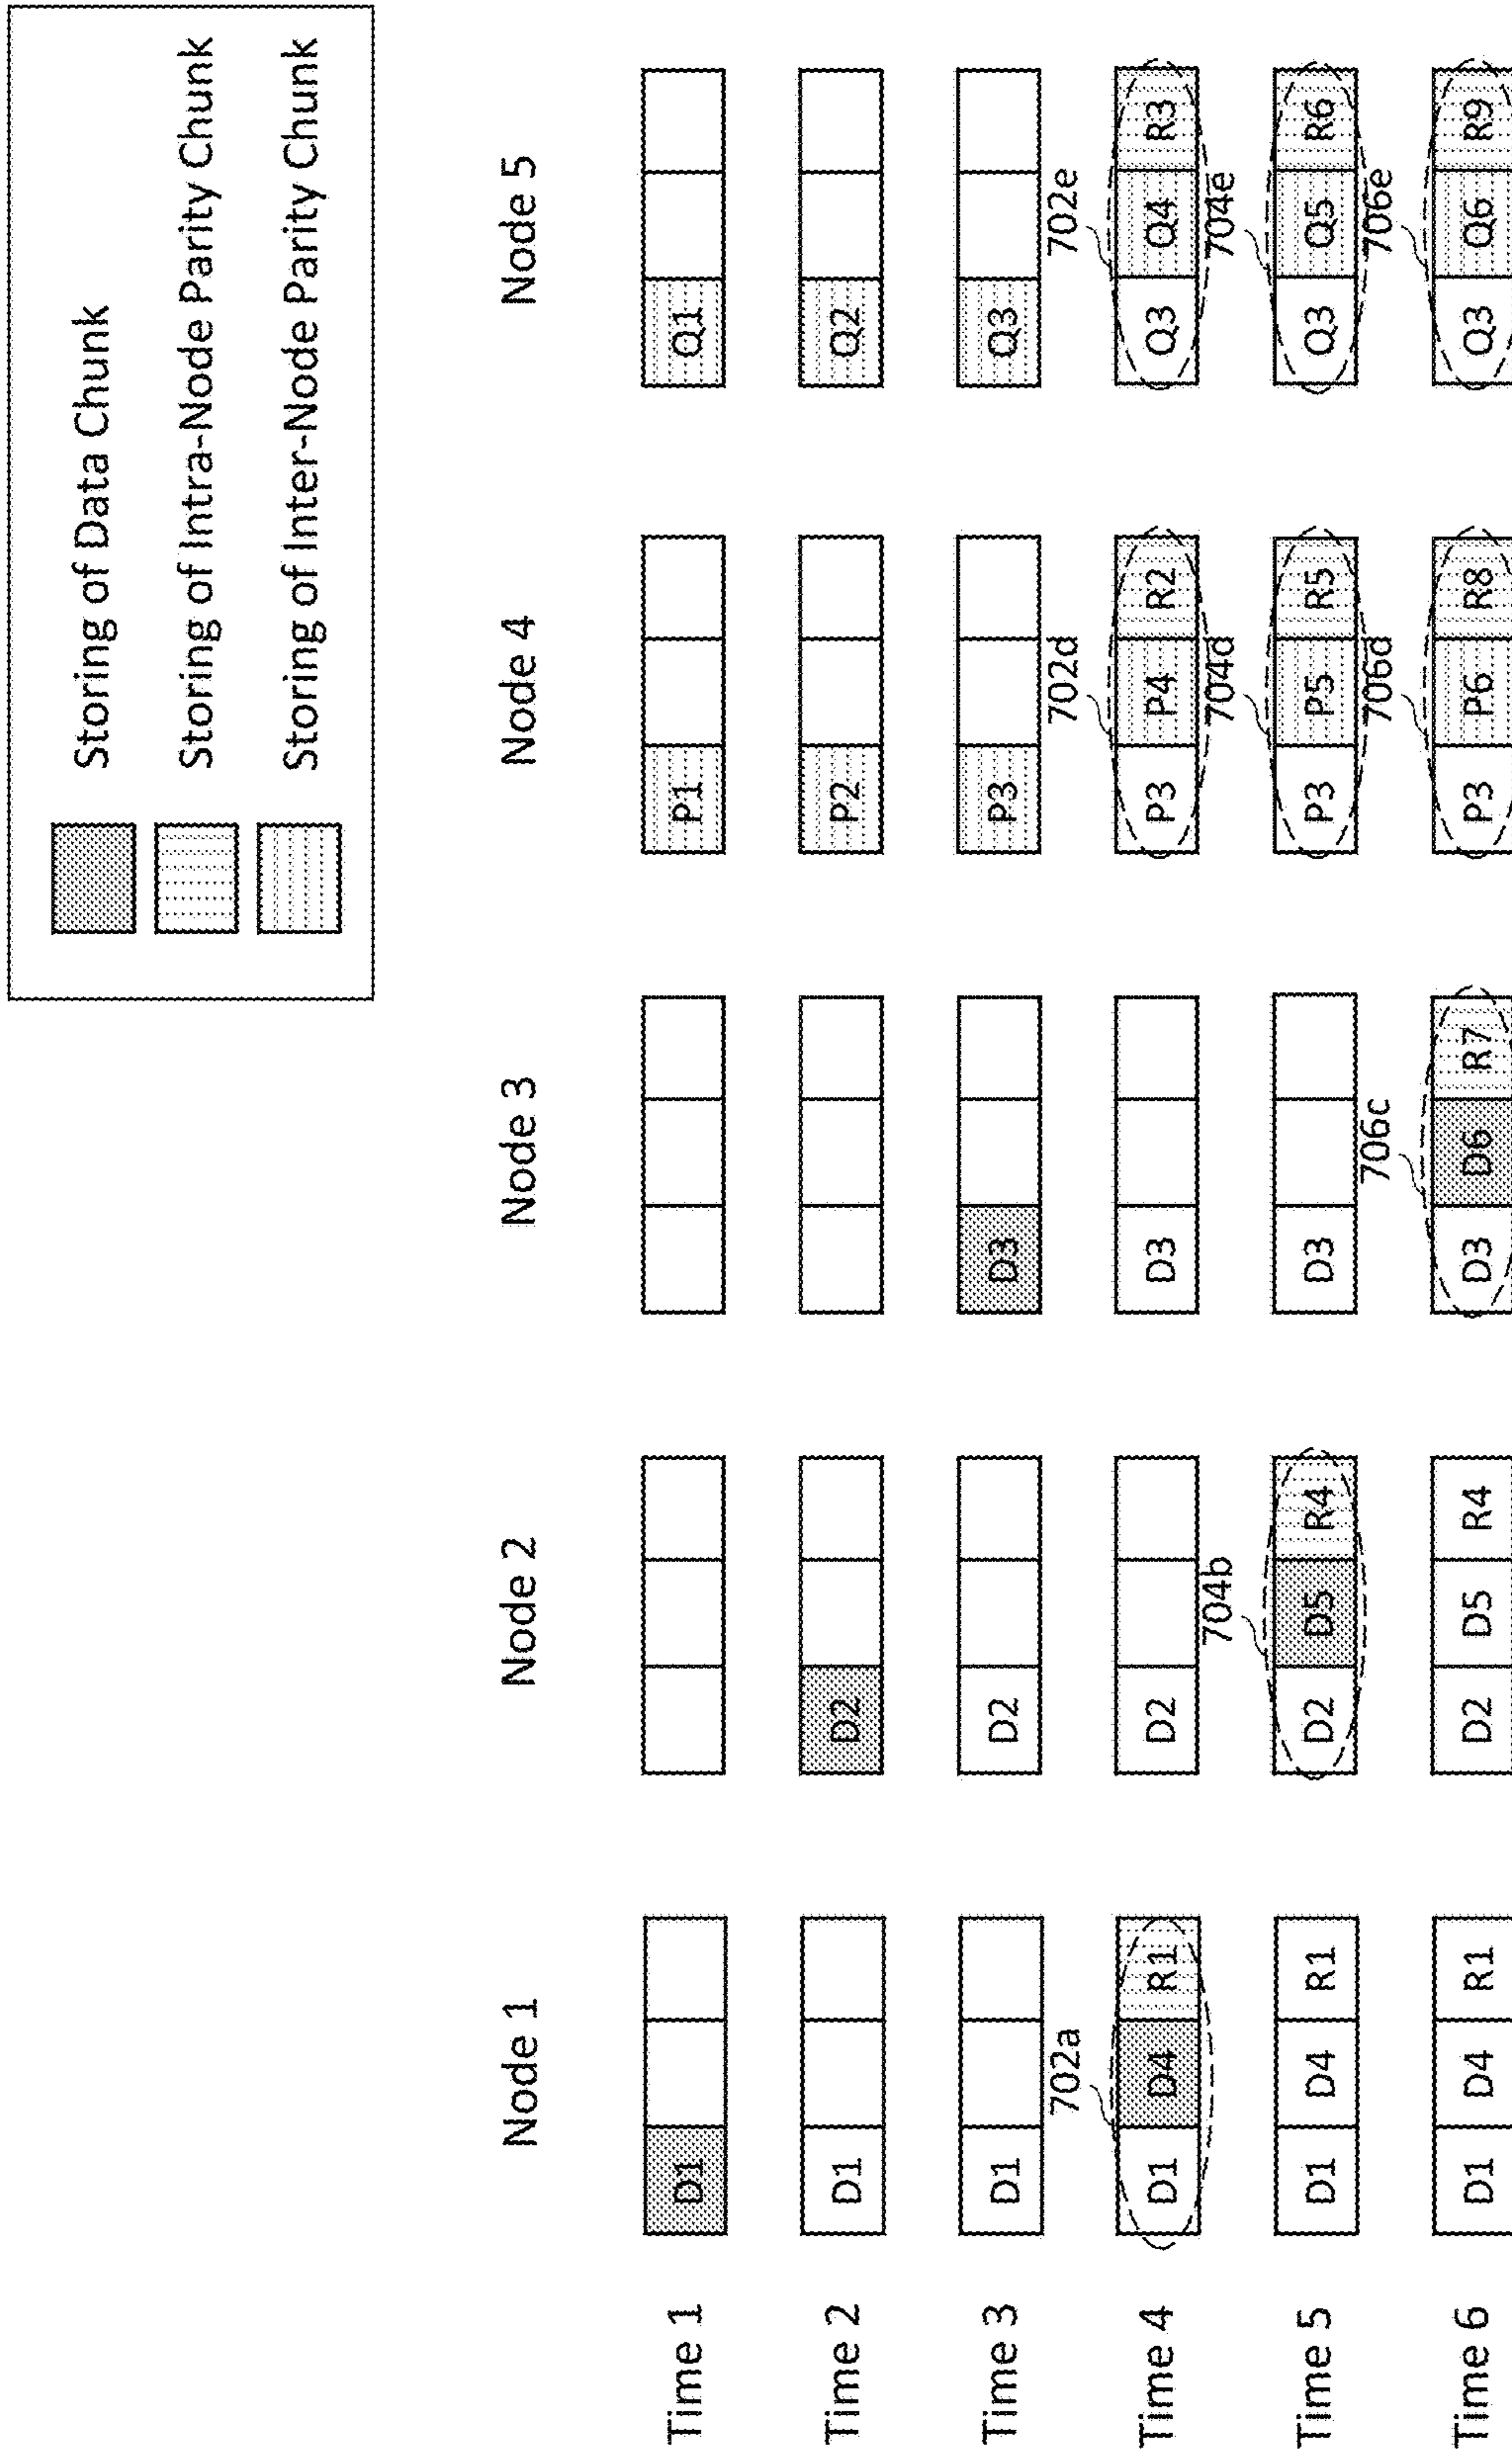 Storing of Data Chunk
Storing of Intra-Node Parity Chunk
Storing of Inter-Node Parity Chunk
Node 1 Node 2 Node 3 Node 4 Node 5
Time 1 D1 P1 Q1
Time 2 D1 D2 P2 Q2
Time 3 D1 D2 D3 P3 Q3
702a 702d 702e
Time 4 D1 D4 R1 D2 D3 P3 P4 R2 Q3 Q4 R3
704b 704d 704e
Time 5 D1 D4 R1 D2 D5 R4 D3 P3 P5 R5 Q3 Q5 R6
706c 706d 706e
Time 6 D1 D4 R1 D2 D5 R4 D3 D6 R7 P3 P6 R8 Q3 Q6 R9